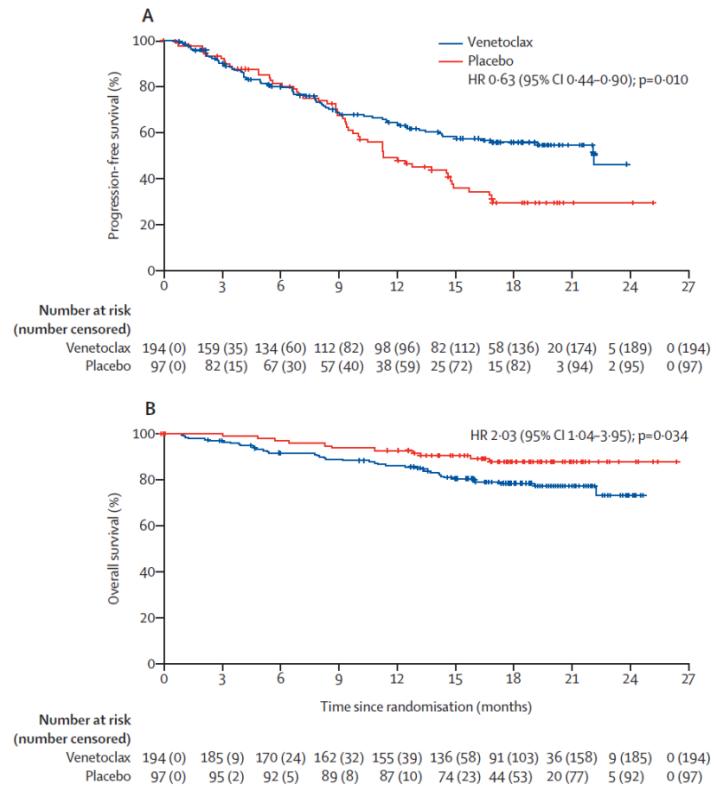 A
Progression-free survival (%)
100
80
60
40
20
0
Venetoclax
Placebo
HR 0·63 (95% CI 0·44–0·90); p=0·010
0 3 6 9 12 15 18 21 24 27
Number at risk
(number censored)
Venetoclax 194 (0) 159 (35) 134 (60) 112 (82) 98 (96) 82 (112) 58 (136) 20 (174) 5 (189) 0 (194)
Placebo 97 (0) 82 (15) 67 (30) 57 (40) 38 (59) 25 (72) 15 (82) 3 (94) 2 (95) 0 (97)
B
Overall survival (%)
100
80
60
40
20
0
HR 2·03 (95% CI 1·04–3·95); p=0·034
0 3 6 9 12 15 18 21 24 27
Time since randomisation (months)
Number at risk
(number censored)
Venetoclax 194 (0) 185 (9) 170 (24) 162 (32) 155 (39) 136 (58) 91 (103) 36 (158) 9 (185) 0 (194)
Placebo 97 (0) 95 (2) 92 (5) 89 (8) 87 (10) 74 (23) 44 (53) 20 (77) 5 (92) 0 (97)